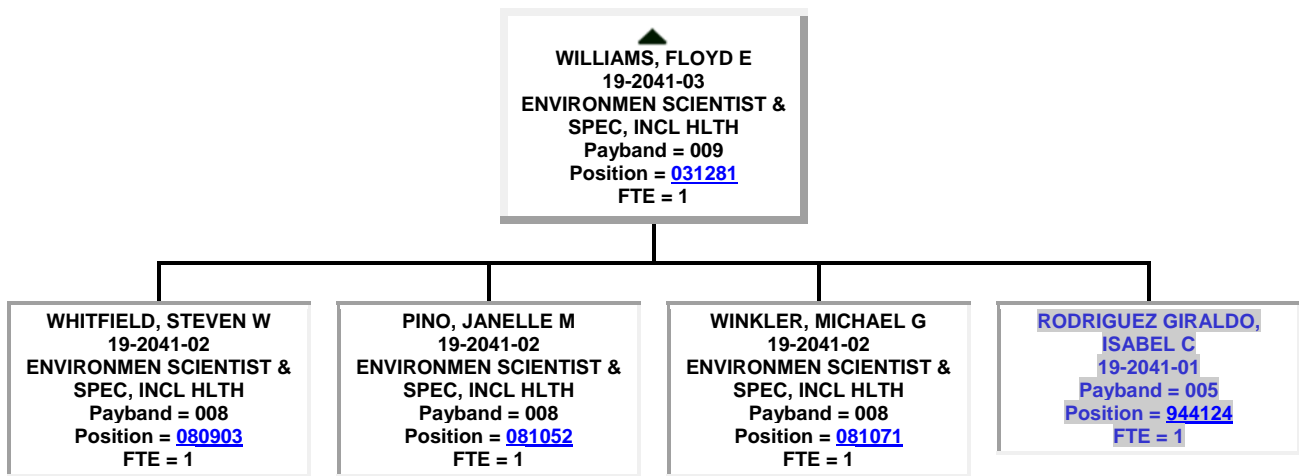 WILLIAMS, FLOYD E
19-2041-03
ENVIRONMEN SCIENTIST &
SPEC, INCL HLTH
Payband = 009
Position = 031281
FTE = 1
WHITFIELD, STEVEN W
19-2041-02
ENVIRONMEN SCIENTIST &
SPEC, INCL HLTH
Payband = 008
Position = 080903
FTE = 1
PINO, JANELLE M
19-2041-02
ENVIRONMEN SCIENTIST &
SPEC, INCL HLTH
Payband = 008
Position = 081052
FTE = 1
WINKLER, MICHAEL G
19-2041-02
ENVIRONMEN SCIENTIST &
SPEC, INCL HLTH
Payband = 008
Position = 081071
FTE = 1
RODRIGUEZ GIRALDO,
ISABEL C
19-2041-01
Payband = 005
Position = 944124
FTE = 1